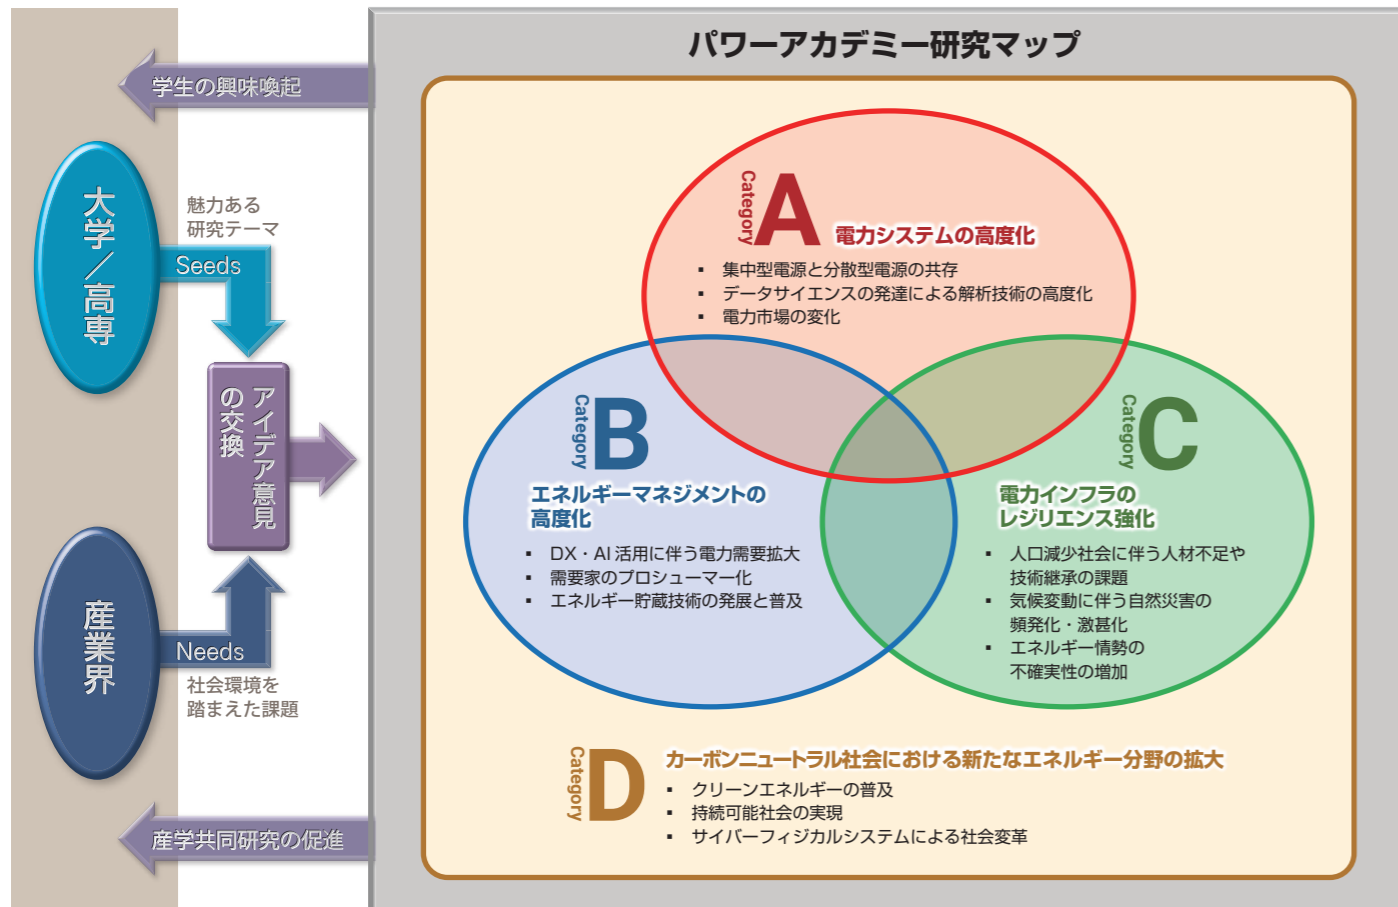 パワーアカデミー研究マップ
学生の興味喚起
大学／高専
魅力ある
研究テーマ
Seeds
アイデア意見
の交換
産業界
Needs
社会環境を
踏まえた課題
産学共同研究の促進
Category
A
電力システムの高度化
▪ 集中型電源と分散型電源の共存
▪ データサイエンスの発達による解析技術の高度化
▪ 電力市場の変化
Category
B
エネルギーマネジメントの
高度化
▪ DX・AI 活用に伴う電力需要拡大
▪ 需要家のプロシューマー化
▪ エネルギー貯蔵技術の発展と普及
Category
C
電力インフラの
レジリエンス強化
▪ 人口減少社会に伴う人材不足や
技術継承の課題
▪ 気候変動に伴う自然災害の
頻発化・激甚化
▪ エネルギー情勢の
不確実性の増加
Category
D
カーボンニュートラル社会における新たなエネルギー分野の拡大
▪ クリーンエネルギーの普及
▪ 持続可能社会の実現
▪ サイバーフィジカルシステムによる社会変革